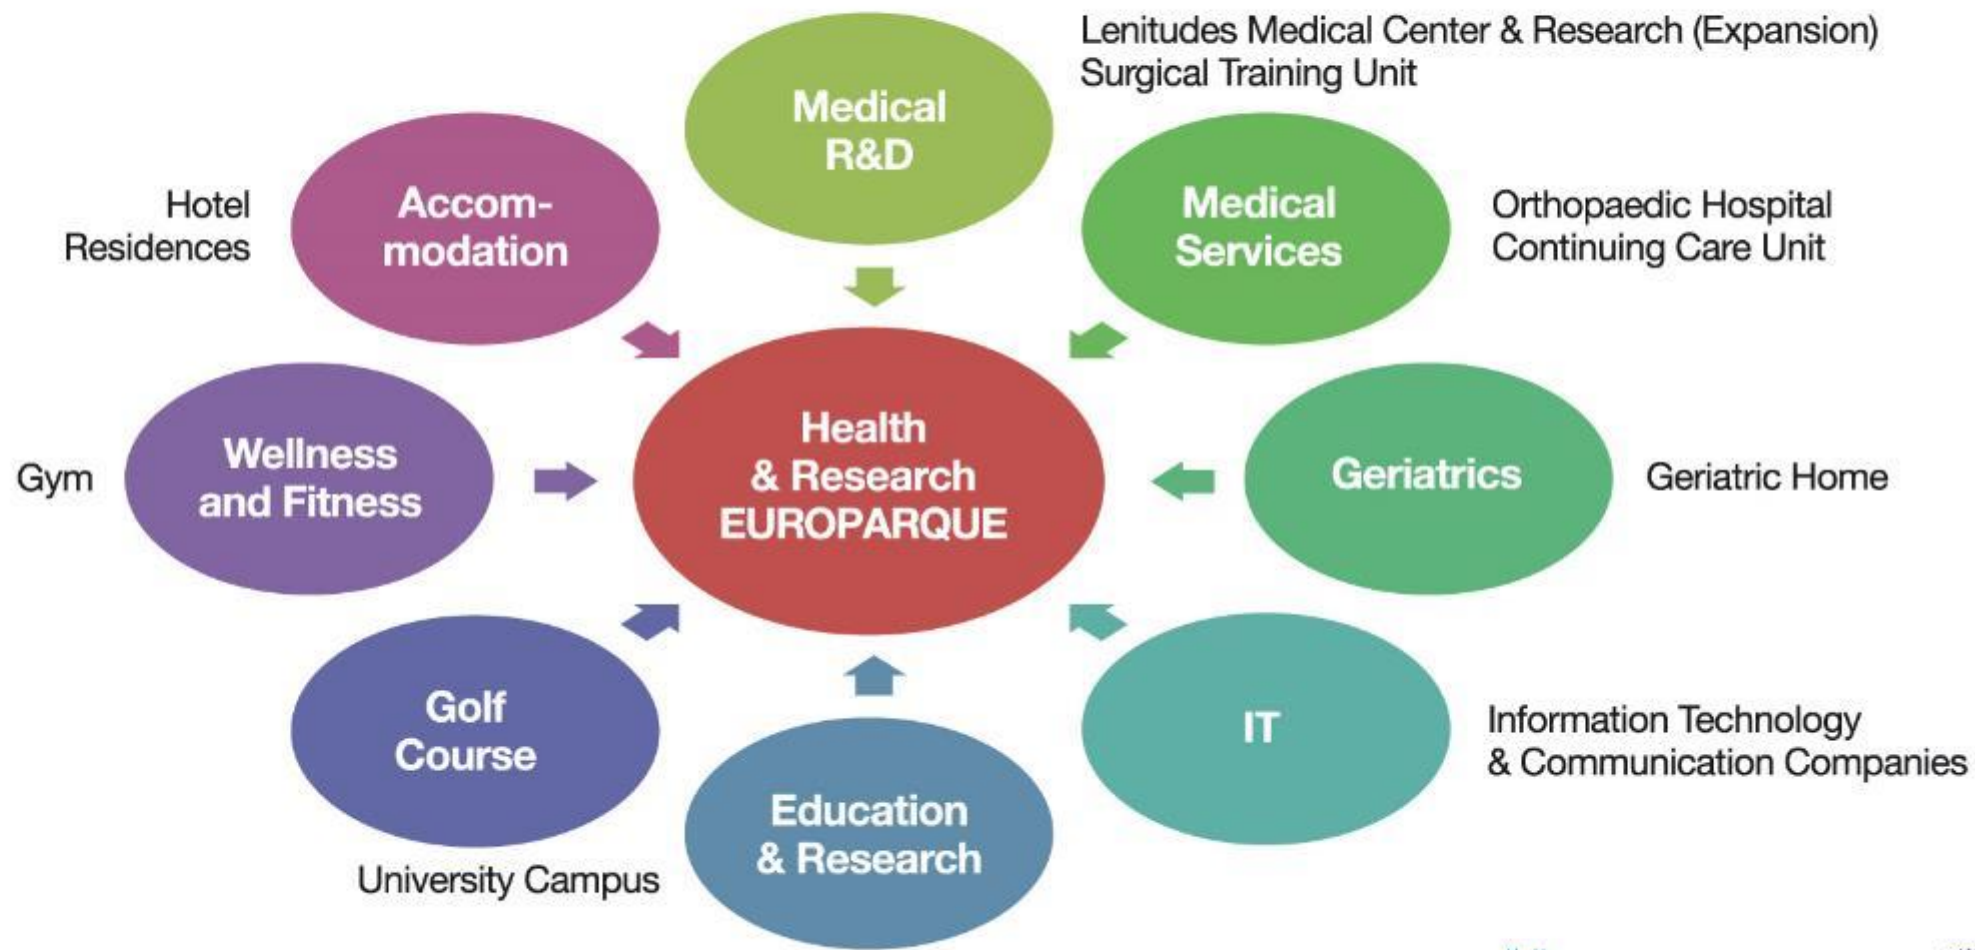 Lenitudes Medical Center & Research (Expansion)
Surgical Training Unit
Medical
R&D
Hotel
Residences
Accom-
modation
Medical
Services
Orthopaedic Hospital
Continuing Care Unit
Gym
Wellness
and Fitness
Health
& Research
EUROPARQUE
Geriatrics
Geriatric Home
Golf
Course
University Campus
Education
& Research
IT
Information Technology
& Communication Companies